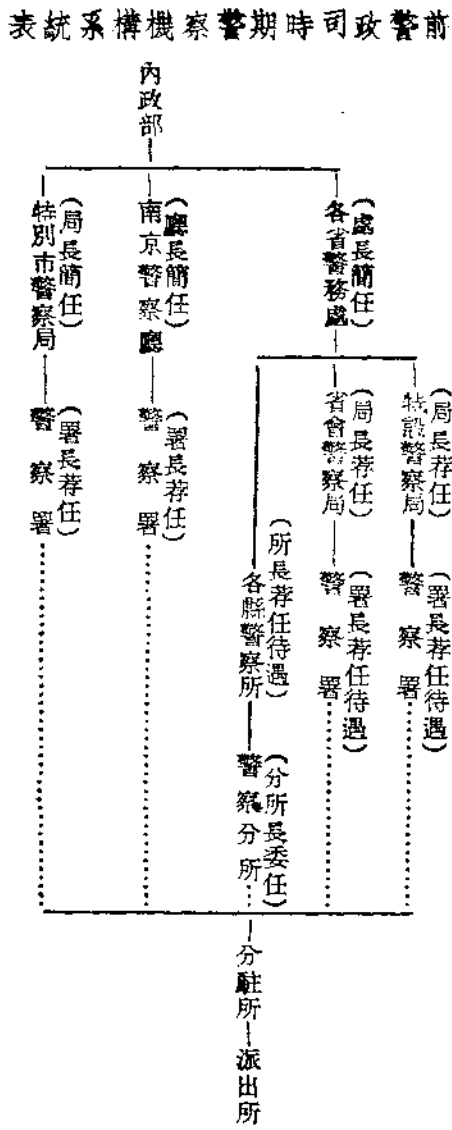 前警政司時期警察機構系統表
內政部
各省警務處
(處長簡任)
特設警察局
(局長荐任)
警察署
(署長荐任待遇)
省會警察局
(局長荐任)
警察署
(署長荐任待遇)
各縣警察所
(所長荐任待遇)
警察分所
(分所長委任)
南京警察廳
(廳長簡任)
警察署
(署長荐任)
特別市警察局
(局長簡任)
警察署
(署長荐任)
分駐所
派出所